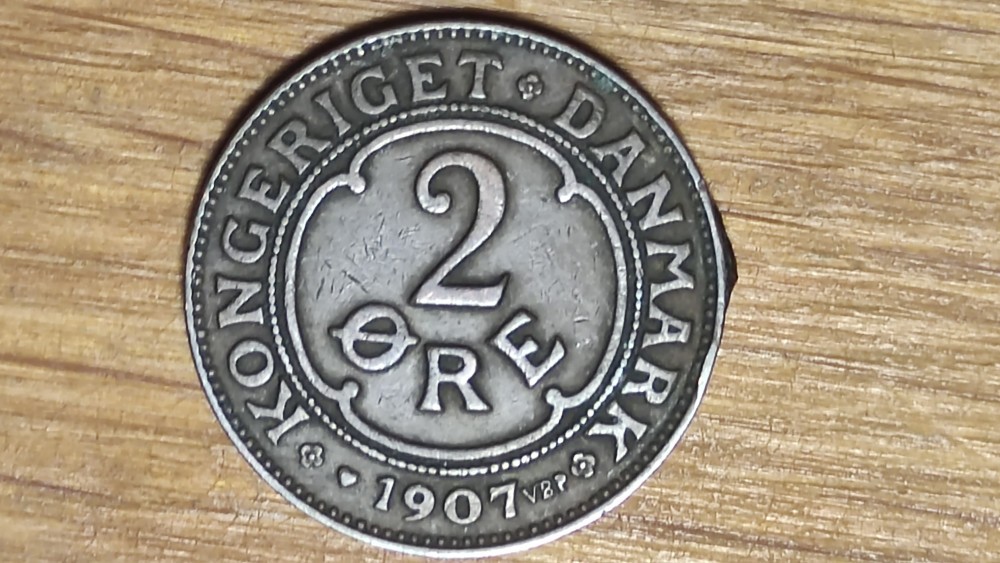 KONGERIGET DANMARK
2
ØRE
1907 VBP